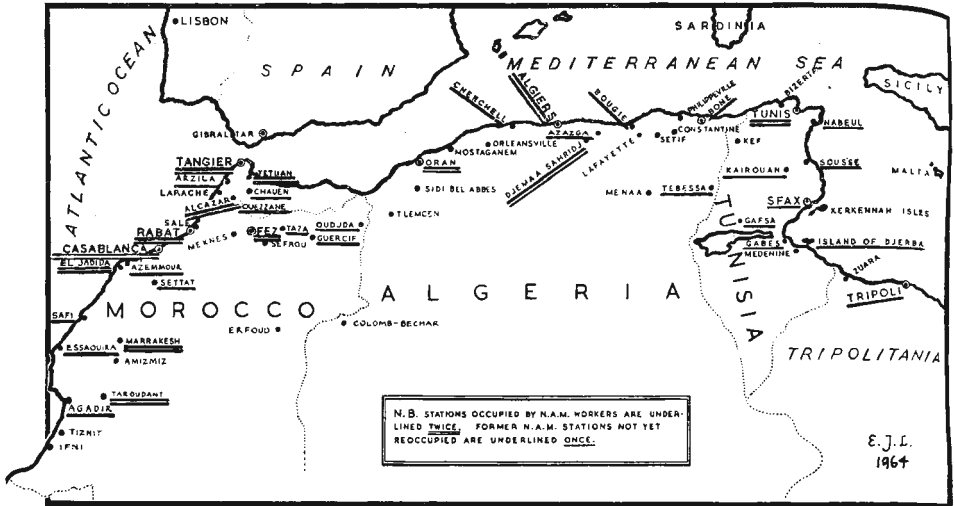 LISBON
ATLANTIC OCEAN
SPAIN
MEDITERRANEAN SEA
SARDINIA
SICILY
MALTA
GIBRALTAR
TANGIER
ARZILA
LARACHE
ALCAZAR
TETUAN
CHAUEN
OUEZZANE
SALE
RABAT
CASABLANCA
EL JADIDA
AZEMMOUR
SETTAT
MEKNES
FEZ
SEFROU
TAZA
GUERCIF
OUDJDA
SAFI
ESSAOUIRA
MARRAKESH
AMIZMIZ
AGADIR
TAROUDANT
TIZNIT
IFNI
ERFOUD
MOROCCO
COLOMB-BECHAR
ALGERIA
TLEMCEN
SIDI BEL ABBES
ORAN
MOSTAGANEM
ORLEANSVILLE
CHERCHELL
ALGIERS
AZAZGA
DJEMAA SAHRIDJ
BOUGIE
LAFAYETTE
SETIF
CONSTANTINE
PHILIPPEVILLE
BONE
MENAA
TEBESSA
BIZERTE
TUNIS
NABEUL
KEF
KAIROUAN
SOUSSE
SFAX
KERKENNAH ISLES
GAFSA
GABES
ISLAND OF DJERBA
MEDENINE
TUNISIA
ZUARA
TRIPOLI
TRIPOLITANIA
N.B. STATIONS OCCUPIED BY N.A.M. WORKERS ARE UNDER-
LINED TWICE. FORMER N.A.M. STATIONS NOT YET
REOCCUPIED ARE UNDERLINED ONCE.
E.J.L.
1964